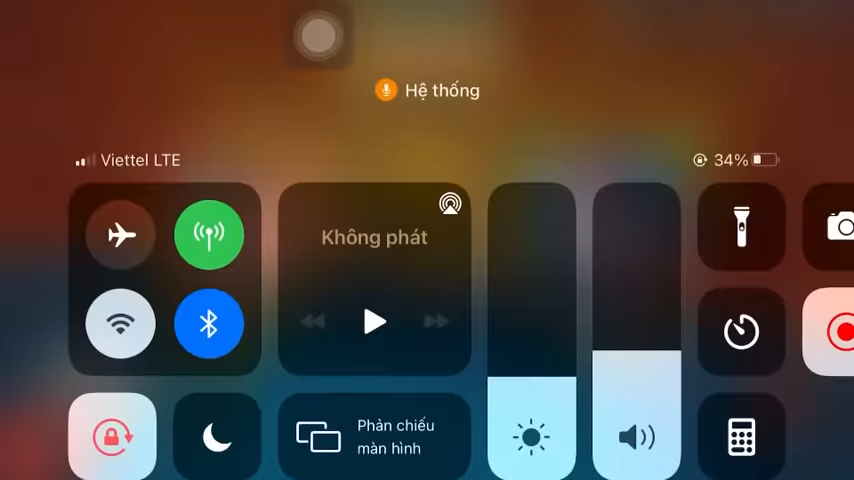 Hệ thống
Viettel LTE
34%
Không phát
Phản chiếu
màn hình